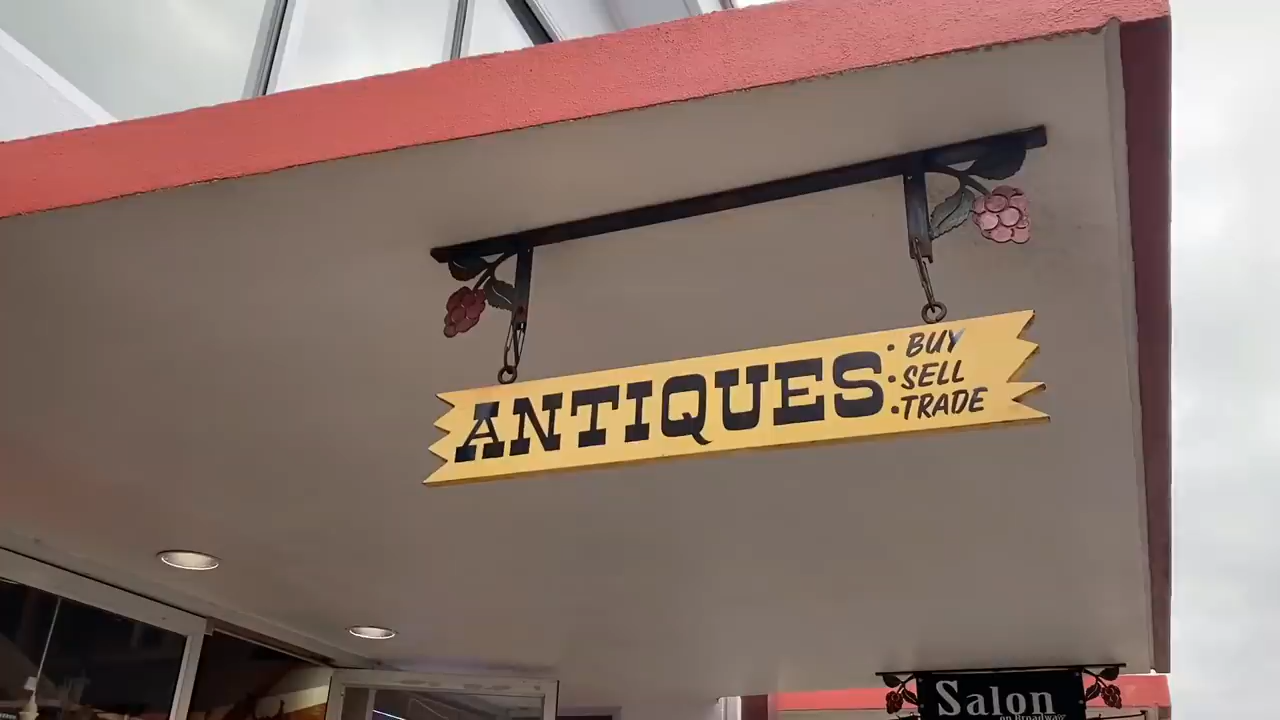 ANTIQUES
• BUY
• SELL
• TRADE
Salon
on Broadway